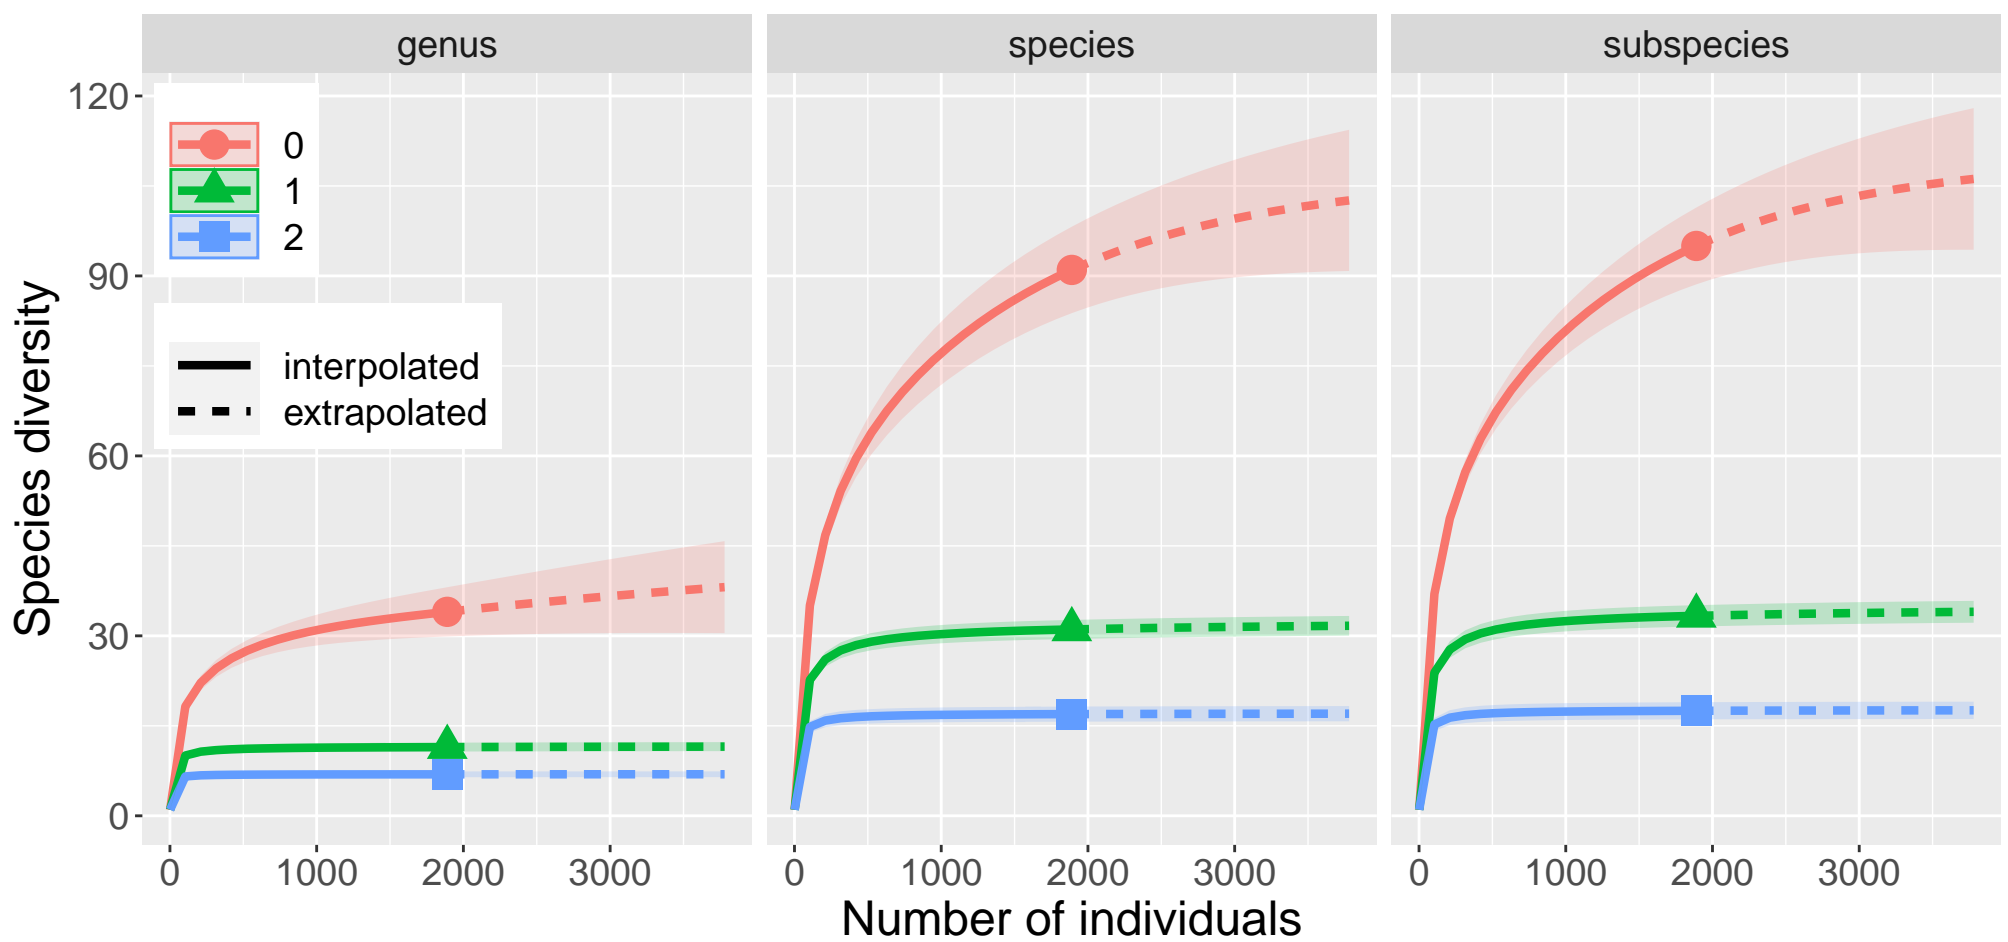 genus
species
subspecies
120
90
60
30
0
0
1
2
interpolated
extrapolated
Species diversity
0 1000 2000 3000
0 1000 2000 3000
0 1000 2000 3000
Number of individuals